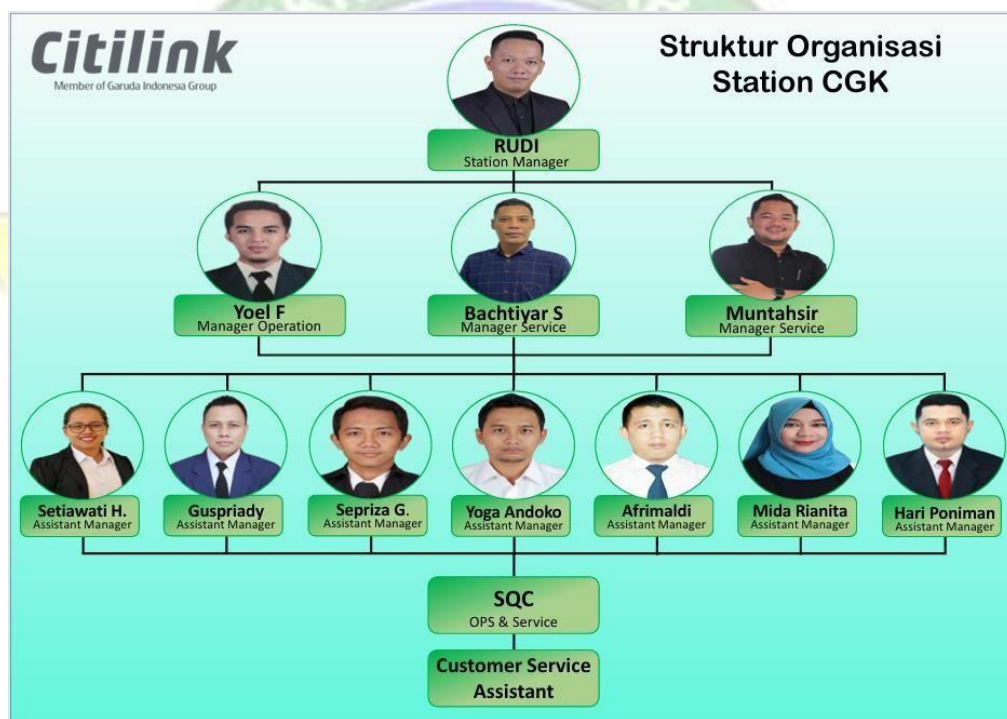 Citilink
Member of Garuda Indonesia Group
Struktur Organisasi
Station CGK
RUDI
Station Manager
Yoel F
Manager Operation
Bachtiyar S
Manager Service
Muntahsir
Manager Service
Setiawati H.
Assistant Manager
Guspriady
Assistant Manager
Sepriza G.
Assistant Manager
Yoga Andoko
Assistant Manager
Afrimaldi
Assistant Manager
Mida Rianita
Assistant Manager
Hari Poniman
Assistant Manager
SQC
OPS & Service
Customer Service
Assistant